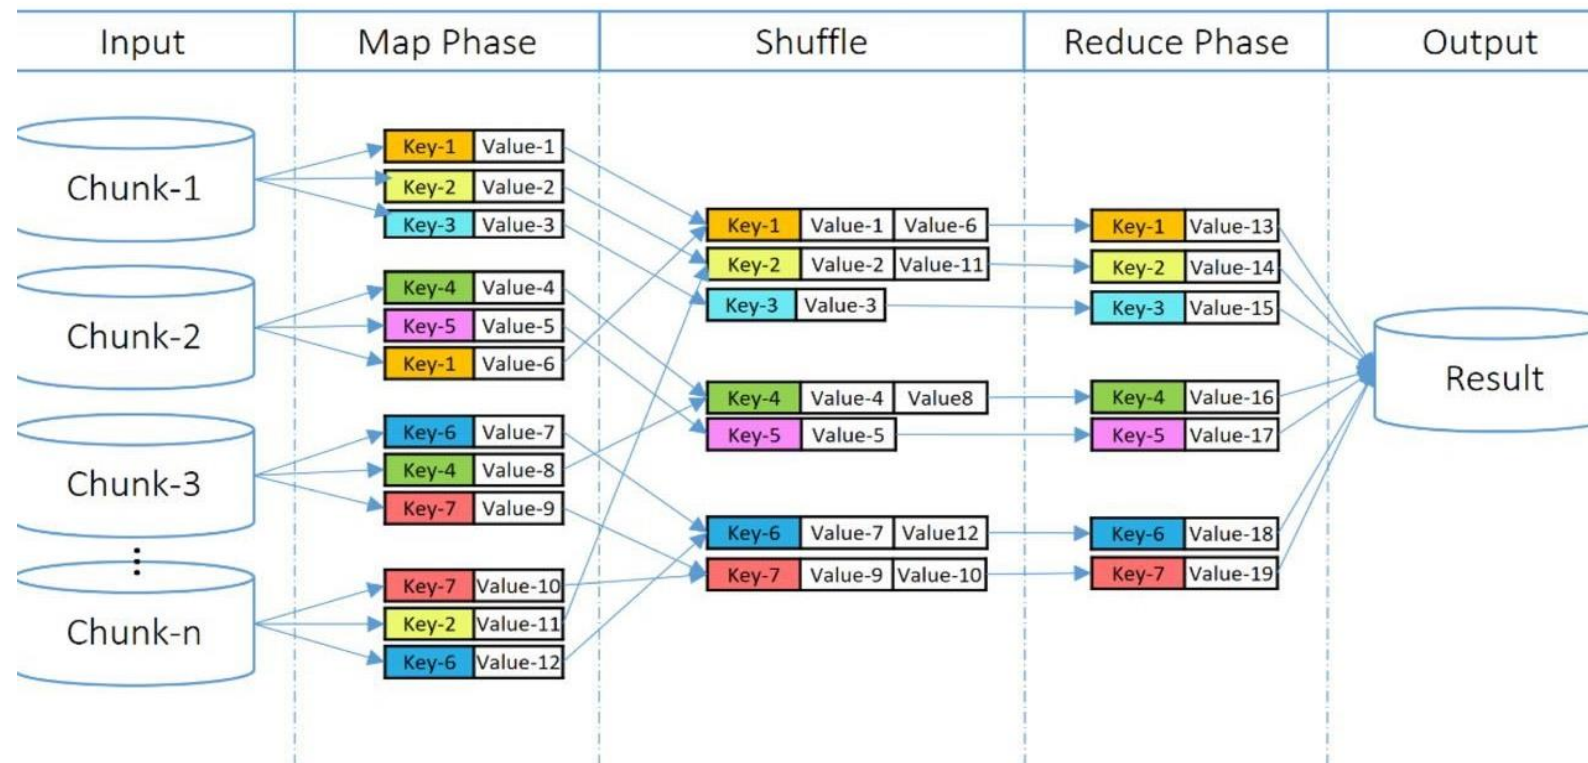 Input Map Phase Shuffle Reduce Phase Output
Chunk-1
Chunk-2
Chunk-3
⋮
Chunk-n
Key-1 Value-1
Key-2 Value-2
Key-3 Value-3
Key-4 Value-4
Key-5 Value-5
Key-1 Value-6
Key-6 Value-7
Key-4 Value-8
Key-7 Value-9
Key-7 Value-10
Key-2 Value-11
Key-6 Value-12
Key-1 Value-1 Value-6
Key-2 Value-2 Value-11
Key-3 Value-3
Key-4 Value-4 Value8
Key-5 Value-5
Key-6 Value-7 Value12
Key-7 Value-9 Value-10
Key-1 Value-13
Key-2 Value-14
Key-3 Value-15
Key-4 Value-16
Key-5 Value-17
Key-6 Value-18
Key-7 Value-19
Result